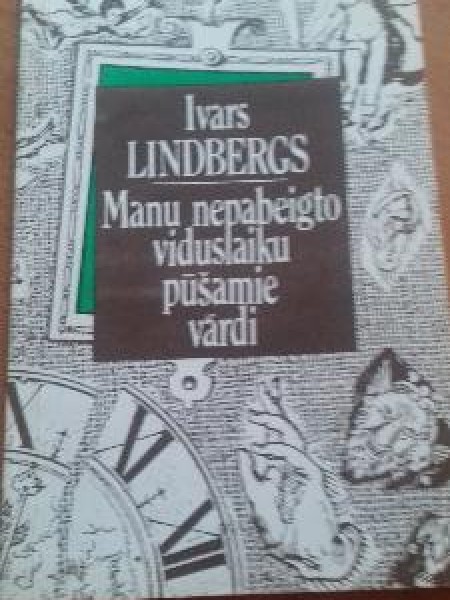 Ivars
LINDBERGS
Manu nepabeigto
viduslaiku
pūšamie
vārdi